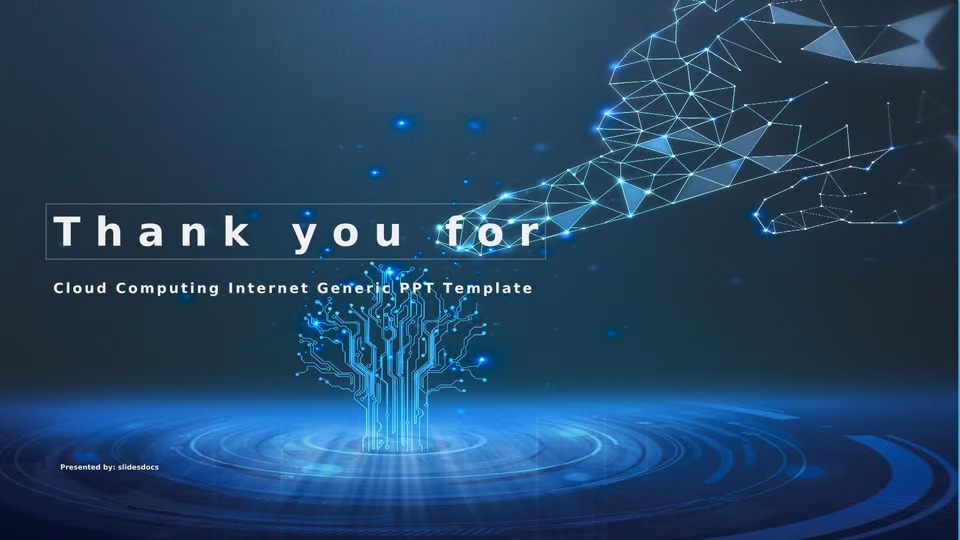 Thank you for
Cloud Computing Internet Generic PPT Template
Presented by: slidesdocs